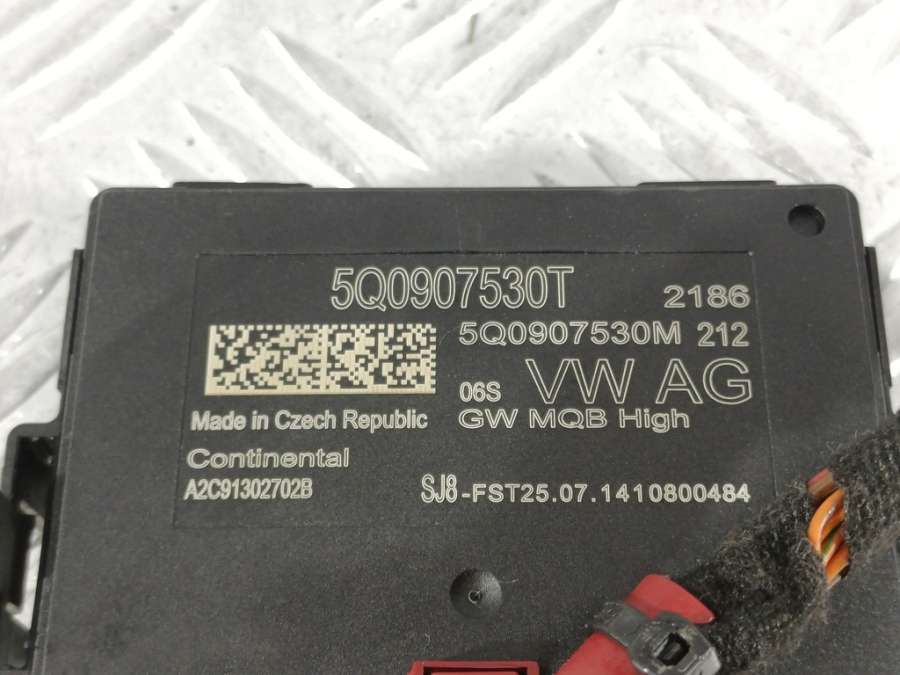 5Q0907530T 2186
5Q0907530M 212
06S VW AG
Made in Czech Republic GW MQB High
Continental
A2C91302702B SJ8-FST25.07.1410800484